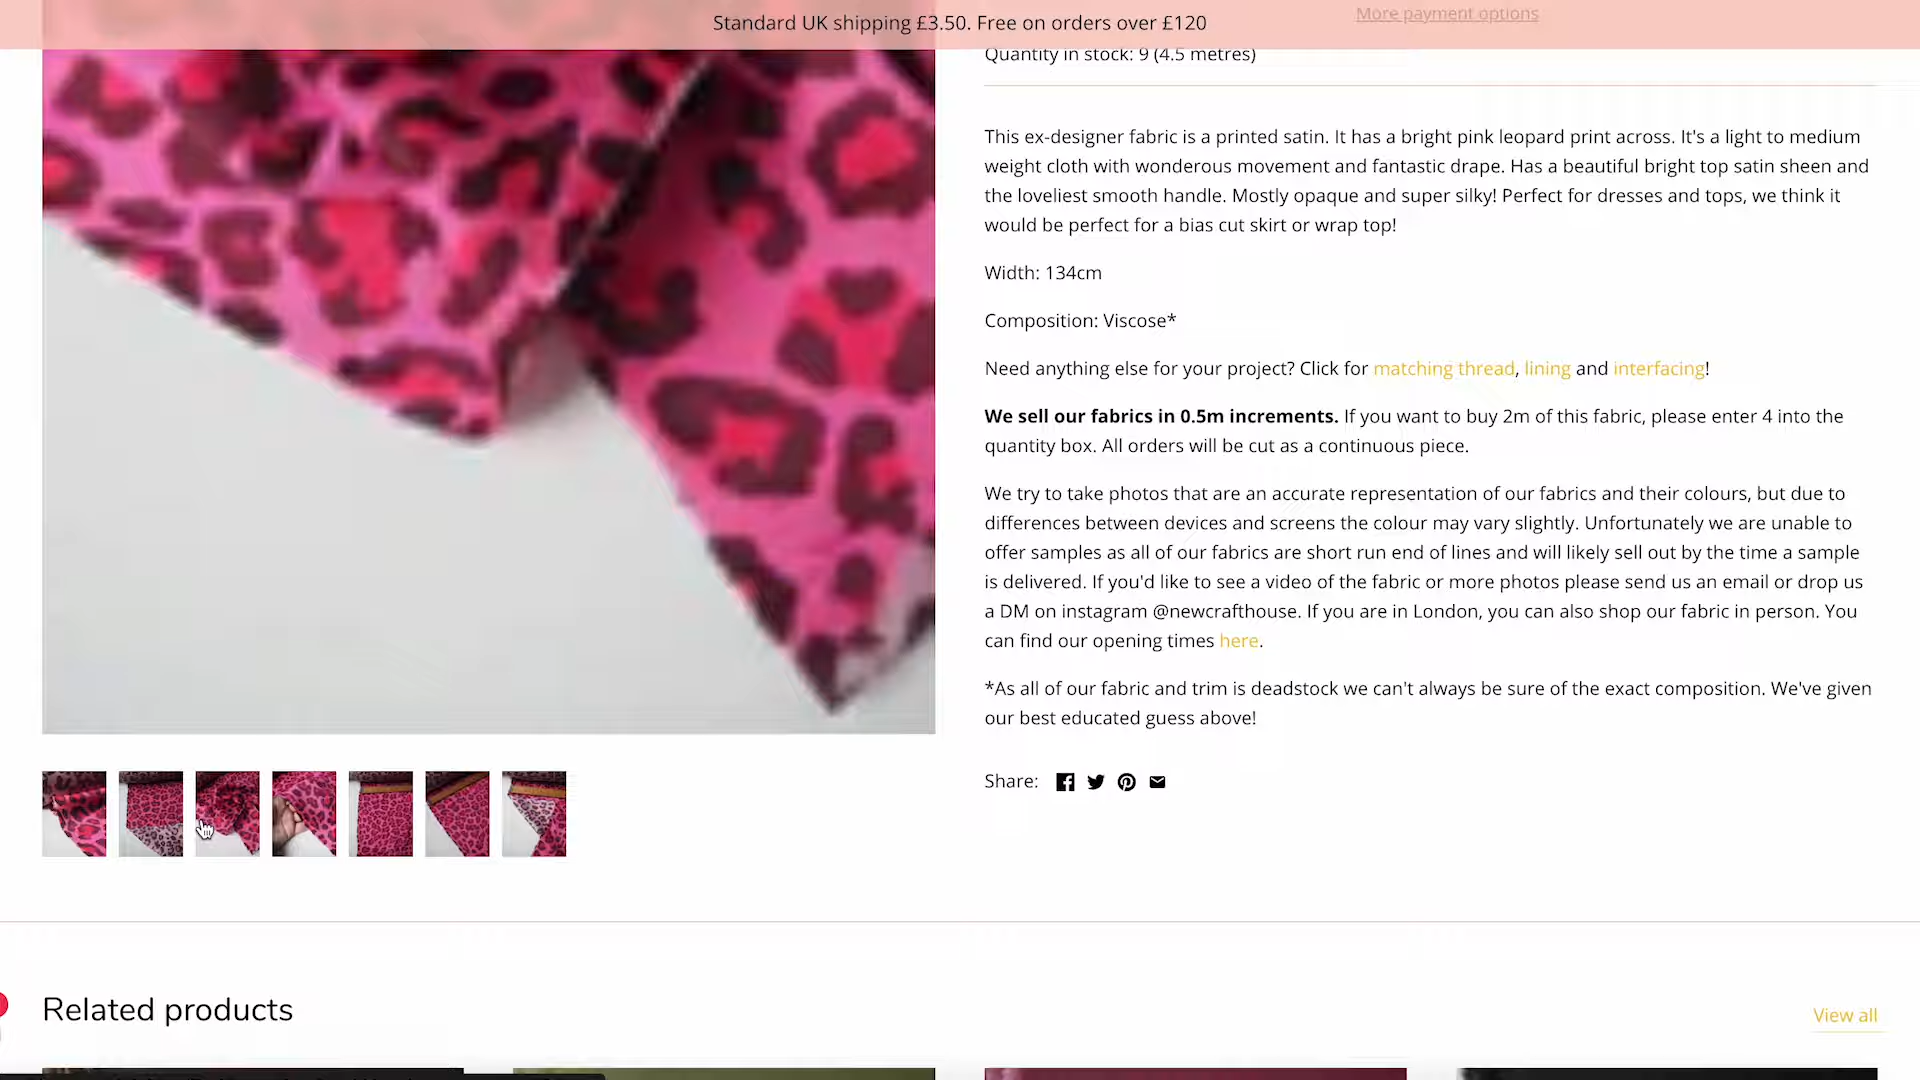 Standard UK shipping £3.50. Free on orders over £120
More payment options
Quantity in stock: 9 (4.5 metres)
This ex-designer fabric is a printed satin. It has a bright pink leopard print across. It's a light to medium
weight cloth with wonderous movement and fantastic drape. Has a beautiful bright top satin sheen and
the loveliest smooth handle. Mostly opaque and super silky! Perfect for dresses and tops, we think it
would be perfect for a bias cut skirt or wrap top!
Width: 134cm
Composition: Viscose*
Need anything else for your project? Click for matching thread, lining and interfacing!
We sell our fabrics in 0.5m increments. If you want to buy 2m of this fabric, please enter 4 into the
quantity box. All orders will be cut as a continuous piece.
We try to take photos that are an accurate representation of our fabrics and their colours, but due to
differences between devices and screens the colour may vary slightly. Unfortunately we are unable to
offer samples as all of our fabrics are short run end of lines and will likely sell out by the time a sample
is delivered. If you'd like to see a video of the fabric or more photos please send us an email or drop us
a DM on instagram @newcrafthouse. If you are in London, you can also shop our fabric in person. You
can find our opening times here.
*As all of our fabric and trim is deadstock we can't always be sure of the exact composition. We've given
our best educated guess above!
Share:
Related products
View all